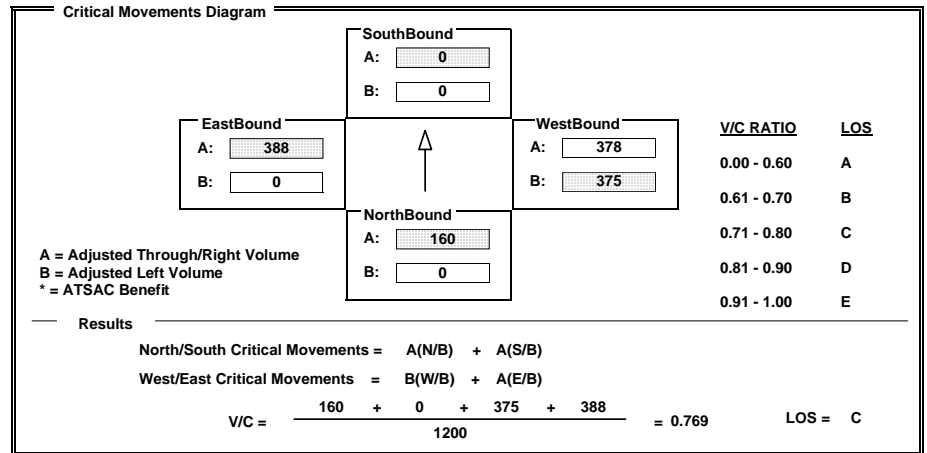 Critical Movements Diagram
SouthBound
A: 0
B: 0
EastBound
A: 388
B: 0
WestBound
A: 378
B: 375
NorthBound
A: 160
B: 0
V/C RATIO LOS
0.00 - 0.60 A
0.61 - 0.70 B
0.71 - 0.80 C
0.81 - 0.90 D
0.91 - 1.00 E
A = Adjusted Through/Right Volume
B = Adjusted Left Volume
* = ATSAC Benefit
Results
North/South Critical Movements = A(N/B) + A(S/B)
West/East Critical Movements = B(W/B) + A(E/B)
160 + 0 + 375 + 388
V/C = = 0.769 LOS = C
1200